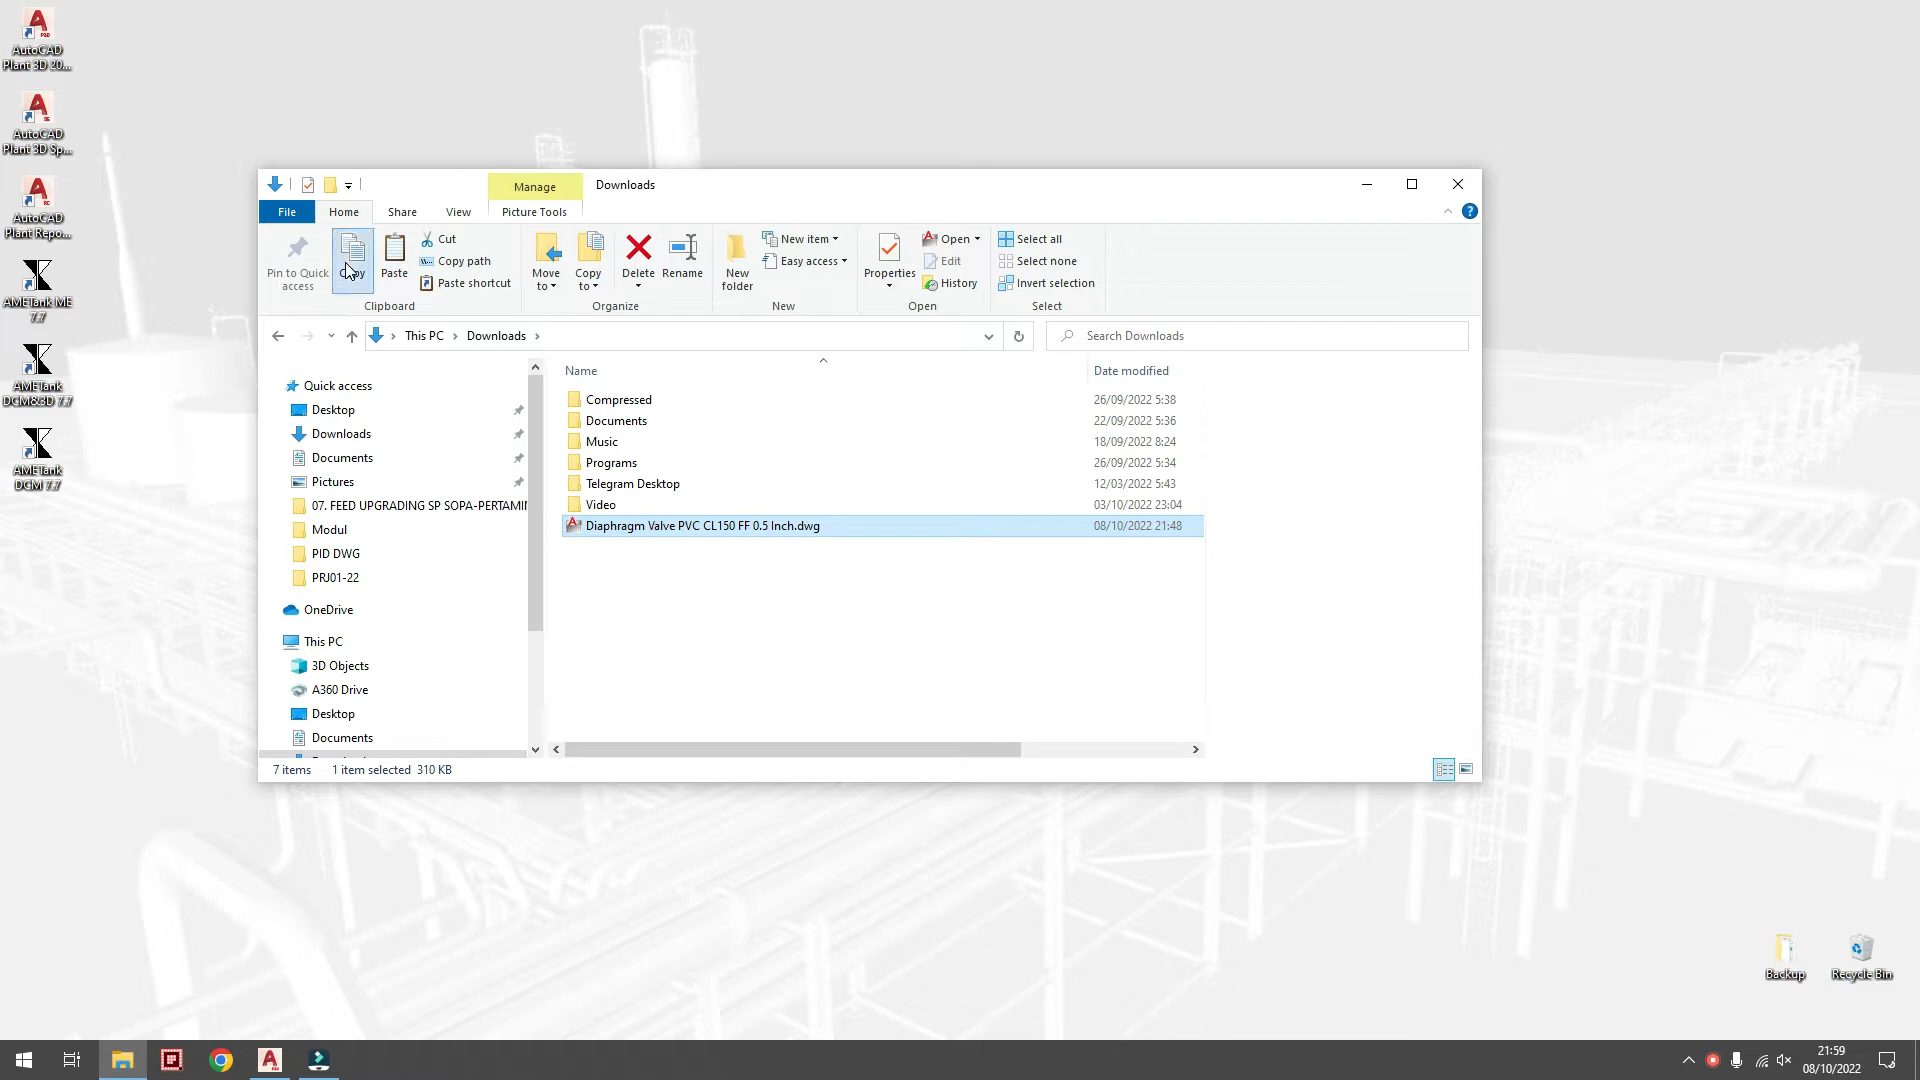 AutoCAD
Plant 3D 20...
AutoCAD
Plant 3D Sp...
AutoCAD
Plant Repo...
AMETank ME
7.7
AMETank
DCM&3D 7.7
AMETank
DCM 7.7
Manage
Downloads
File
Home
Share
View
Picture Tools
Pin to Quick
access
Copy
Paste
Cut
Copy path
Paste shortcut
Clipboard
Move
to
Copy
to
Delete
Rename
Organize
New
folder
New item
Easy access
New
Properties
Open
Edit
History
Open
Select all
Select none
Invert selection
Select
This PC
Downloads
Search Downloads
Quick access
Desktop
Downloads
Documents
Pictures
07. FEED UPGRADING SP SOPA-PERTAMI
Modul
PID DWG
PRJ01-22
OneDrive
This PC
3D Objects
A360 Drive
Desktop
Documents
Name
Date modified
Compressed 26/09/2022 5:38
Documents 22/09/2022 5:36
Music 18/09/2022 8:24
Programs 26/09/2022 5:34
Telegram Desktop 12/03/2022 5:43
Video 03/10/2022 23:04
Diaphragm Valve PVC CL150 FF 0.5 Inch.dwg 08/10/2022 21:48
7 items 1 item selected 310 KB
Backup
Recycle Bin
21:59
08/10/2022